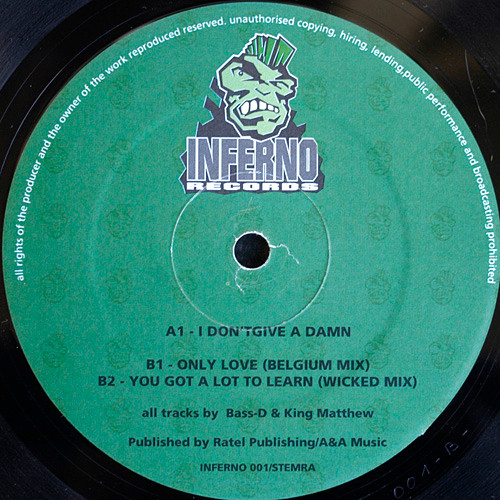 all rights of the producer and the owner of the work reproduced reserved. unauthorised copying, hiring, lending,public performance and broadcasting prohibited
INFERNO
RECORDS
A1 - I DON'TGIVE A DAMN
B1 - ONLY LOVE (BELGIUM MIX)
B2 - YOU GOT A LOT TO LEARN (WICKED MIX)
all tracks by Bass-D & King Matthew
Published by Ratel Publishing/A&A Music
INFERNO 001/STEMRA
001-B-